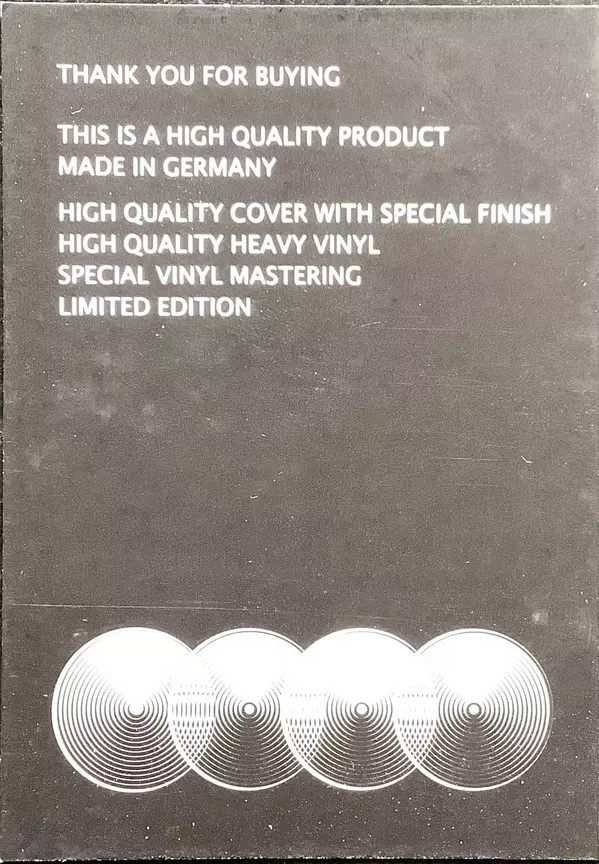 THANK YOU FOR BUYING
THIS IS A HIGH QUALITY PRODUCT
MADE IN GERMANY
HIGH QUALITY COVER WITH SPECIAL FINISH
HIGH QUALITY HEAVY VINYL
SPECIAL VINYL MASTERING
LIMITED EDITION